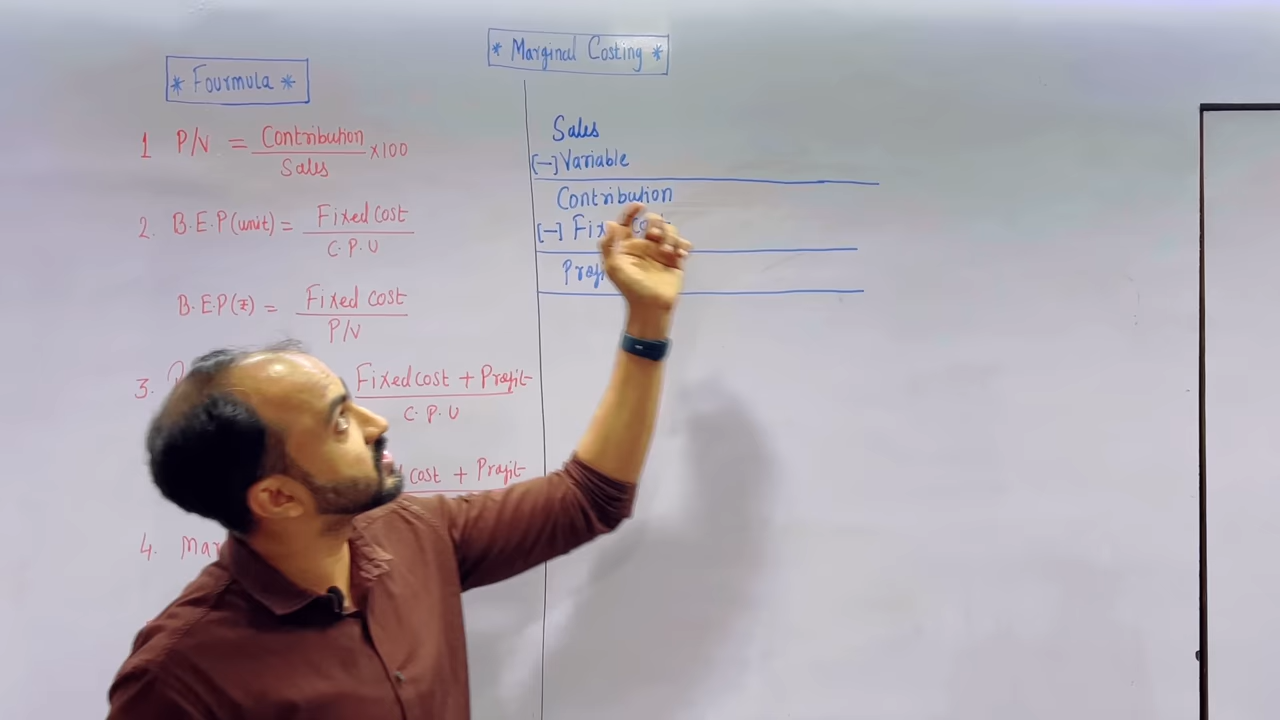 * Marginal Costing *
* Fourmula *
1 P/V = Contribution / Sales ×100
2. B.E.P(unit) = Fixed Cost / C.P.U
B.E.P(₹) = Fixed cost / P/V
3. Fixed cost + Profit / C.P.U
cost + Profit
4. Mar
Sales
[-] Variable
Contribution
[-] Fixed cost
Profit